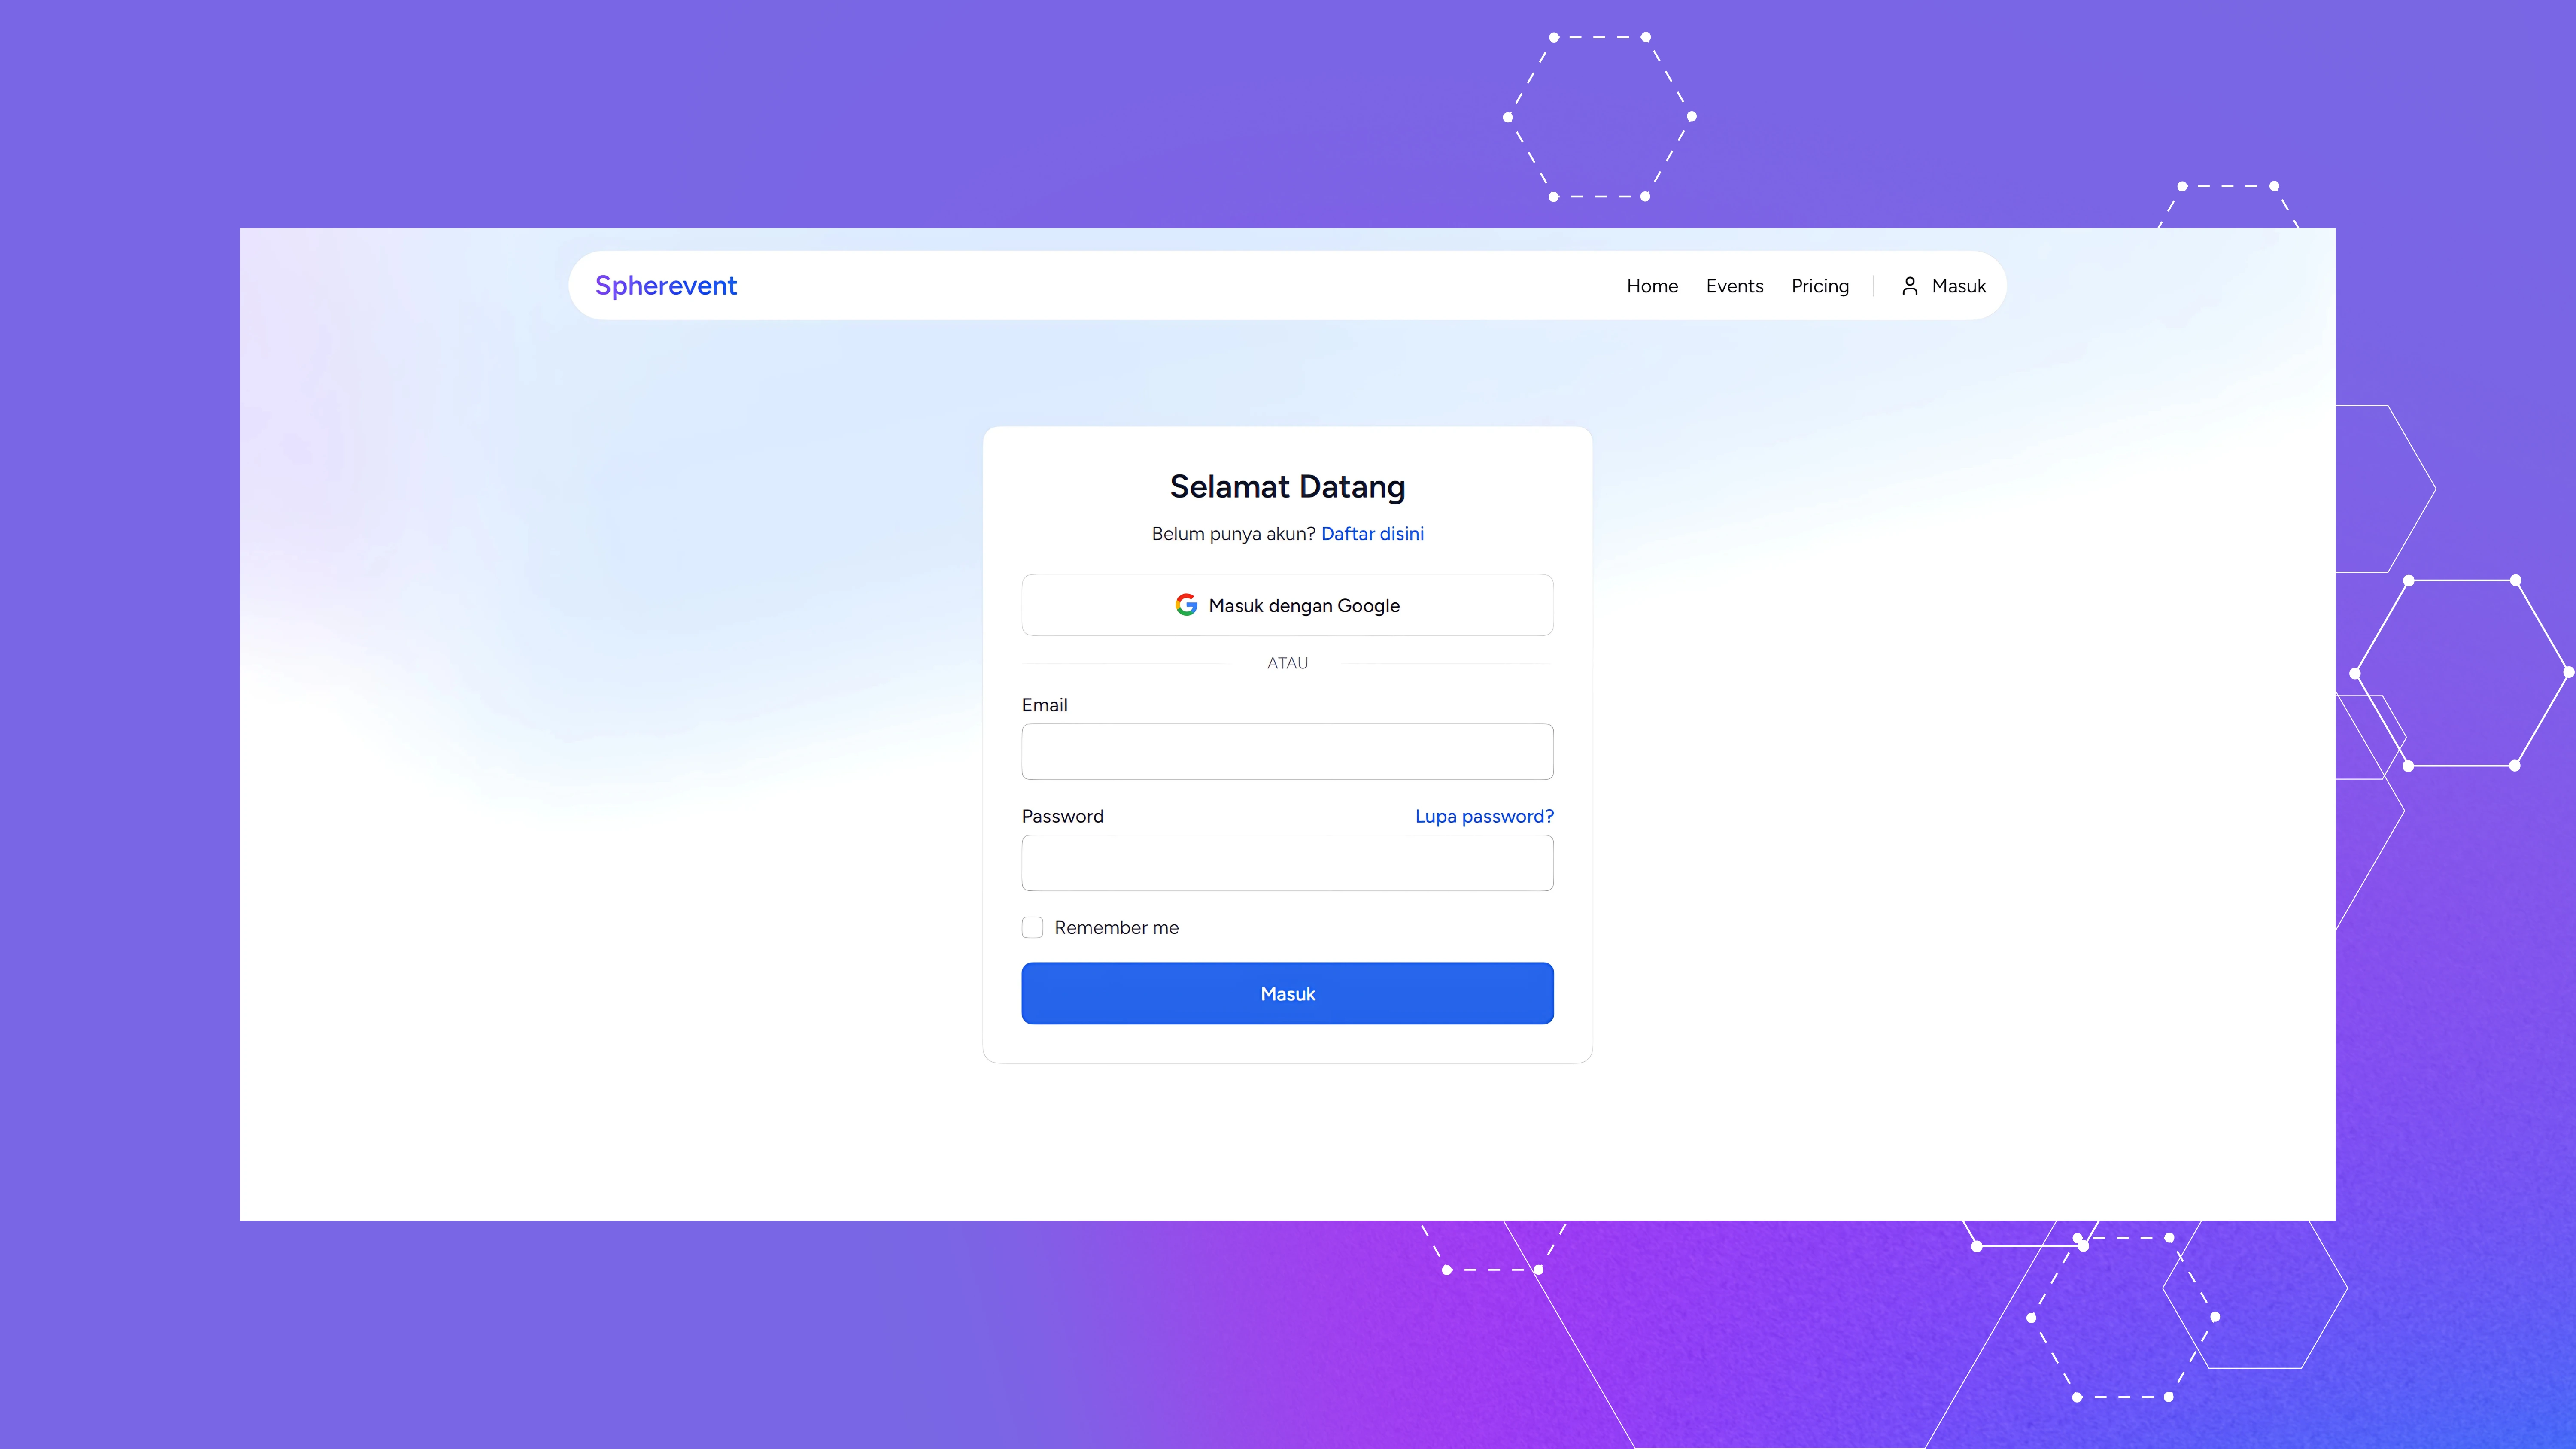 Spherevent
Home Events Pricing Masuk
Selamat Datang
Belum punya akun? Daftar disini
Masuk dengan Google
ATAU
Email
Password Lupa password?
Remember me
Masuk